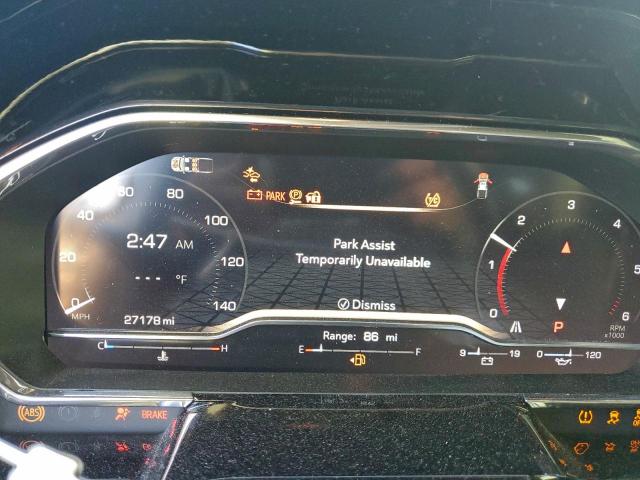 PARK P
60 80
40 100
20 120
0 140
MPH
2:47 AM
--- °F
27178 mi
Park Assist
Temporarily Unavailable
Dismiss
0 1 2 3 4 5 6
RPM
x1000
P
C H
Range: 86 mi
E F
9 19
0 120
ABS
BRAKE